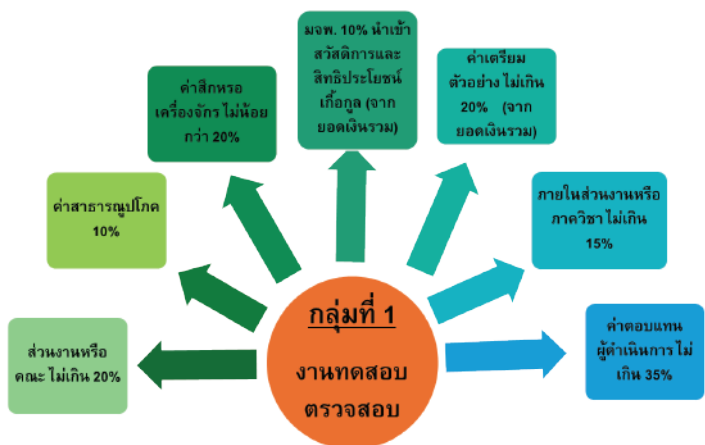 มจพ. 10% นำเข้า
สวัสดิการและ
สิทธิประโยชน์
เกื้อกูล (จาก
ยอดเงินรวม)
ค่าเตรียม
ตัวอย่าง ไม่เกิน
20% (จาก
ยอดเงินรวม)
ค่าสึกหรอ
เครื่องจักร ไม่น้อย
กว่า 20%
ค่าสาธารณูปโภค
10%
ภายในส่วนงานหรือ
ภาควิชา ไม่เกิน
15%
ส่วนงานหรือ
คณะ ไม่เกิน 20%
กลุ่มที่ 1
งานทดสอบ
ตรวจสอบ
ค่าตอบแทน
ผู้ดำเนินการ ไม่
เกิน 35%